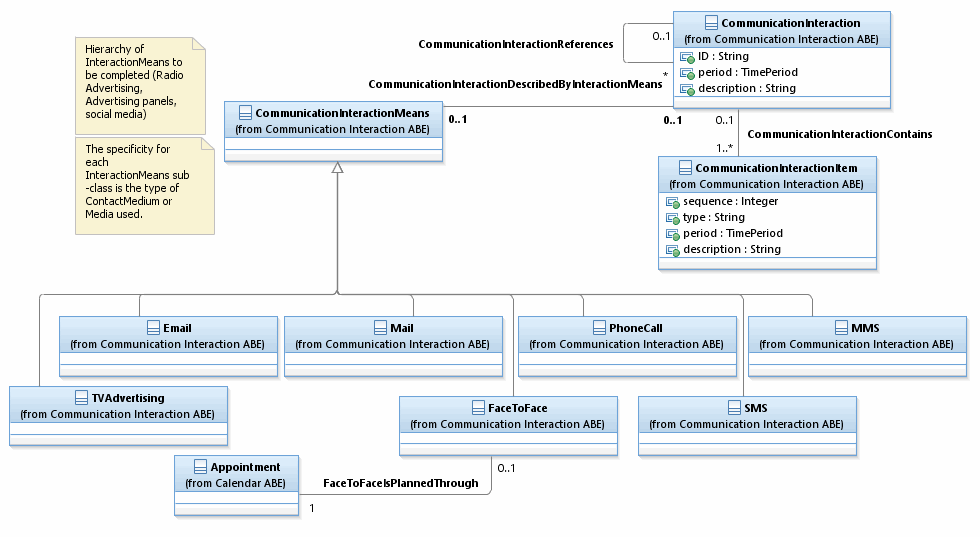 CommunicationInteraction
(from Communication Interaction ABE)
ID : String
period : TimePeriod
description : String
0..1
CommunicationInteractionReferences
*
Hierarchy of
InteractionMeans to
be completed (Radio
Advertising,
Advertising panels,
social media)
CommunicationInteractionDescribedByInteractionMeans
CommunicationInteractionMeans
(from Communication Interaction ABE)
0..1
0..1
0..1
CommunicationInteractionContains
1..*
The specificity for
each
InteractionMeans sub
-class is the type of
ContactMedium or
Media used.
CommunicationInteractionItem
(from Communication Interaction ABE)
sequence : Integer
type : String
period : TimePeriod
description : String
Email
(from Communication Interaction ABE)
Mail
(from Communication Interaction ABE)
PhoneCall
(from Communication Interaction ABE)
MMS
(from Communication Interaction ABE)
TVAdvertising
(from Communication Interaction ABE)
FaceToFace
(from Communication Interaction ABE)
SMS
(from Communication Interaction ABE)
Appointment
(from Calendar ABE)
0..1
FaceToFaceIsPlannedThrough
1